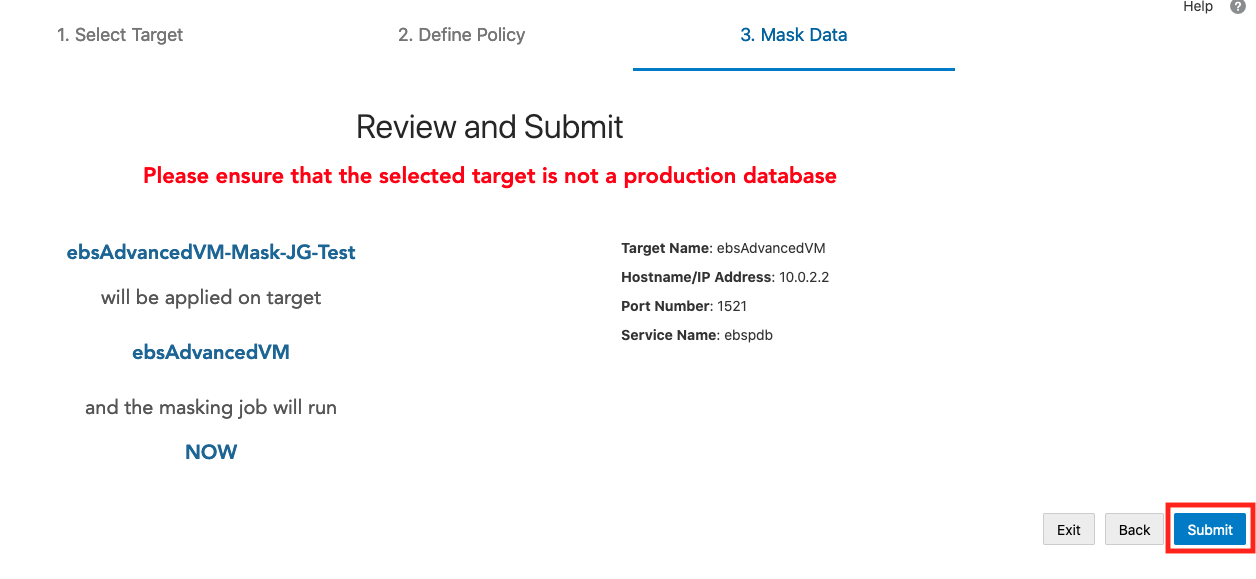 Help ?
1. Select Target
2. Define Policy
3. Mask Data
Review and Submit
Please ensure that the selected target is not a production database
ebsAdvancedVM-Mask-JG-Test
will be applied on target
ebsAdvancedVM
and the masking job will run
NOW
Target Name: ebsAdvancedVM
Hostname/IP Address: 10.0.2.2
Port Number: 1521
Service Name: ebspdb
Exit
Back
Submit